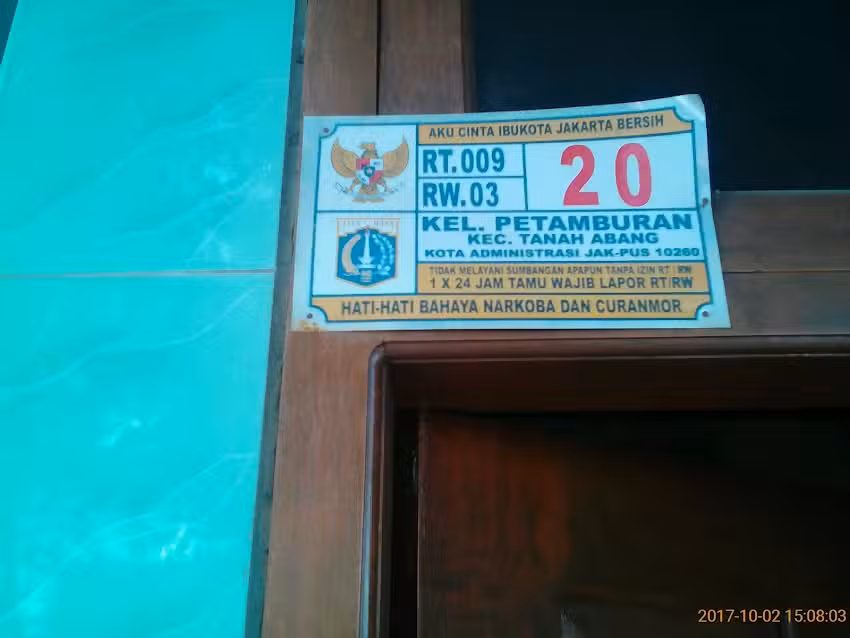 AKU CINTA IBUKOTA JAKARTA BERSIH
RT.009
RW.03
20
KEL. PETAMBURAN
KEC. TANAH ABANG
KOTA ADMINISTRASI JAK-PUS 10260
TIDAK MELAYANI SUMBANGAN APAPUN TANPA IZIN RT / RW
1 X 24 JAM TAMU WAJIB LAPOR RT/RW
HATI-HATI BAHAYA NARKOBA DAN CURANMOR
2017-10-02 15:08:03